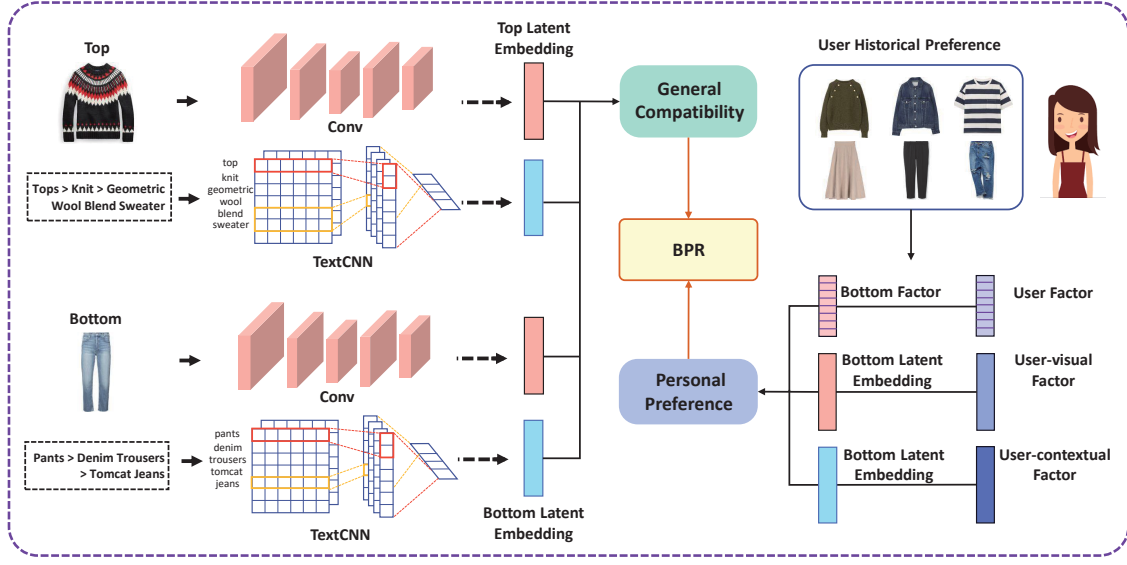 Top
Tops > Knit > Geometric
Wool Blend Sweater
Conv
top
knit
geometric
wool
blend
sweater
TextCNN
Top Latent
Embedding
Bottom
Pants > Denim Trousers
> Tomcat Jeans
Conv
pants
denim
trousers
tomcat
jeans
TextCNN
Bottom Latent
Embedding
General
Compatibility
BPR
Personal
Preference
User Historical Preference
Bottom Factor
User Factor
Bottom Latent
Embedding
User-visual
Factor
Bottom Latent
Embedding
User-contextual
Factor